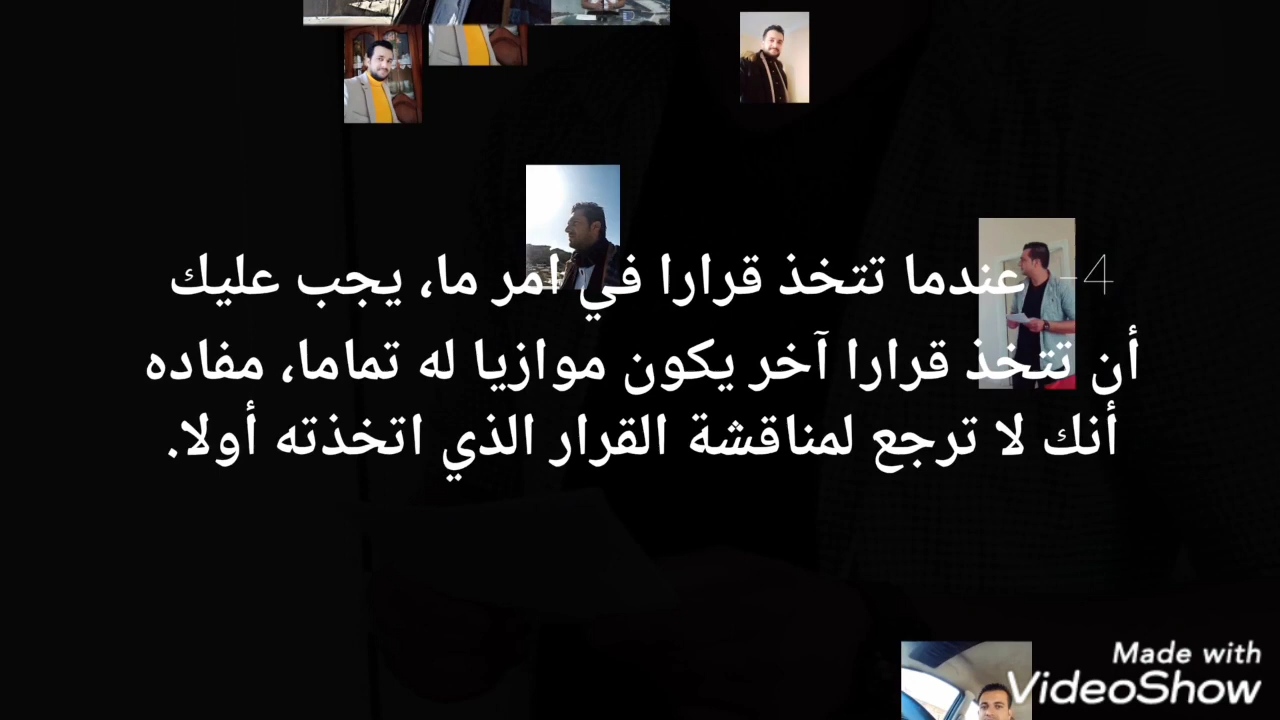 4- عندما تتخذ قرارا في امر ما، يجب عليك
أن تتخذ قرارا آخر يكون موازيا له تماما، مفاده
أنك لا ترجع لمناقشة القرار الذي اتخذته أولا.
Made with
VideoShow